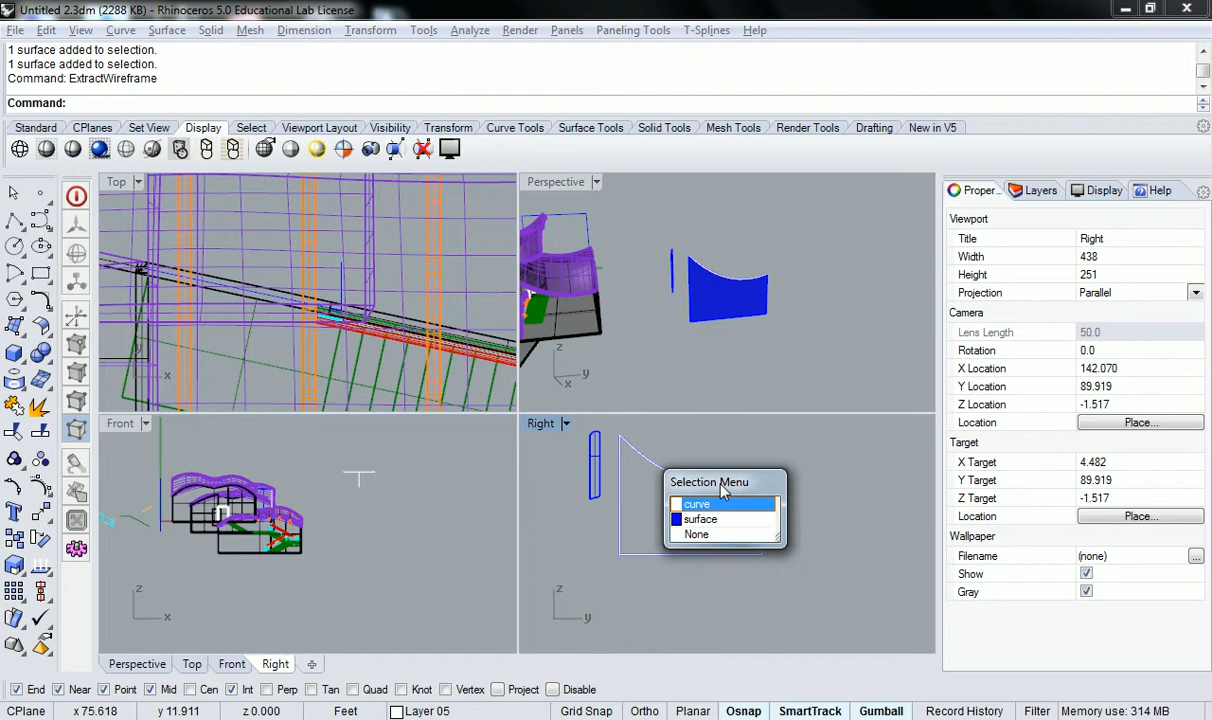 Untitled 2.3dm (2288 KB) - Rhinoceros 5.0 Educational Lab License
File Edit View Curve Surface Solid Mesh Dimension Transform Tools Analyze Render Panels Paneling Tools T-Splines Help
1 surface added to selection.
1 surface added to selection.
Command: ExtractWireframe
Command:
Standard CPlanes Set View Display Select Viewport Layout Visibility Transform Curve Tools Surface Tools Solid Tools Mesh Tools Render Tools Drafting New in V5
Top
Perspective
Proper... Layers Display Help
Viewport
Title Right
Width 438
Height 251
Projection Parallel
Camera
Lens Length 50.0
Rotation 0.0
X Location 142.070
Y Location 89.919
Z Location -1.517
Location Place...
Target
X Target 4.482
Y Target 89.919
Z Target -1.517
Location Place...
Wallpaper
Filename (none) ...
Show
Gray
y
x
z
x
y
Front
Right
Selection Menu
curve
surface
None
z
x
z
y
Perspective Top Front Right
End Near Point Mid Cen Int Perp Tan Quad Knot Vertex Project Disable
CPlane x 75.618 y 11.911 z 0.000 Feet Layer 05 Grid Snap Ortho Planar Osnap SmartTrack Gumball Record History Filter Memory use: 314 MB